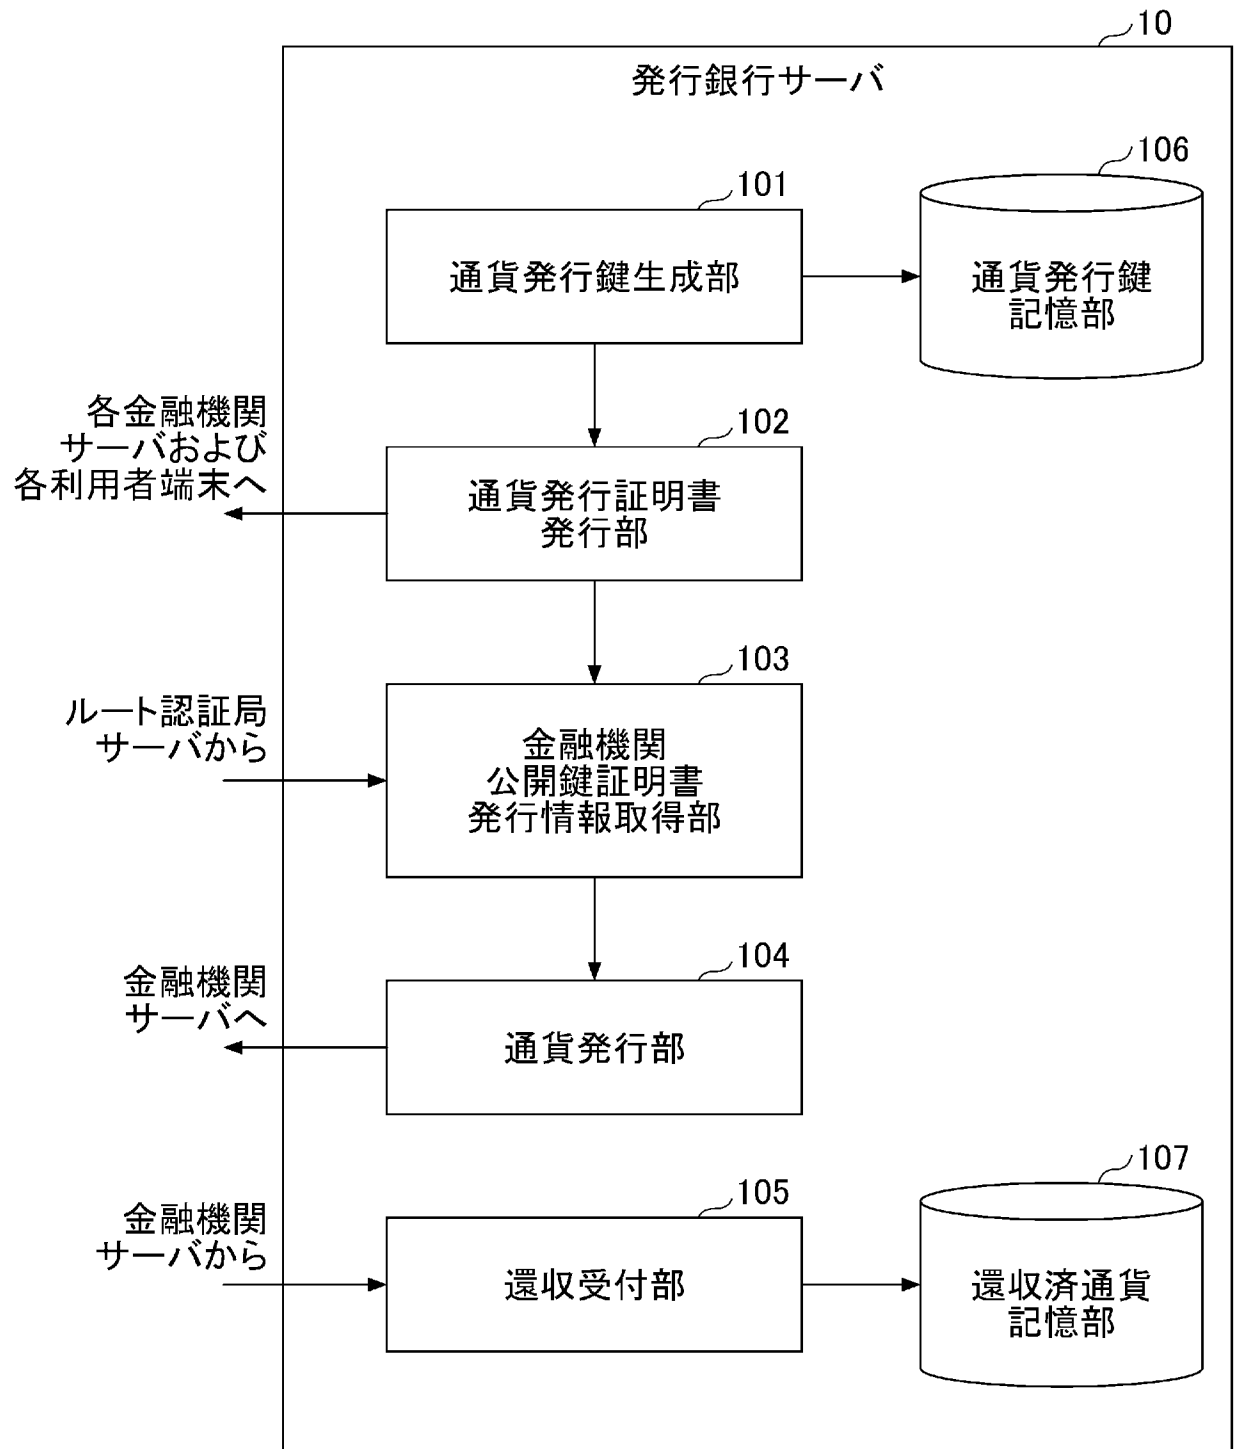 10
発行銀行サーバ
106
101
通貨発行鍵生成部
通貨発行鍵
記憶部
各金融機関
サーバおよび
各利用者端末へ
102
通貨発行証明書
発行部
103
ルート認証局
サーバから
金融機関
公開鍵証明書
発行情報取得部
104
金融機関
サーバへ
通貨発行部
107
105
金融機関
サーバから
還収受付部
還収済通貨
記憶部